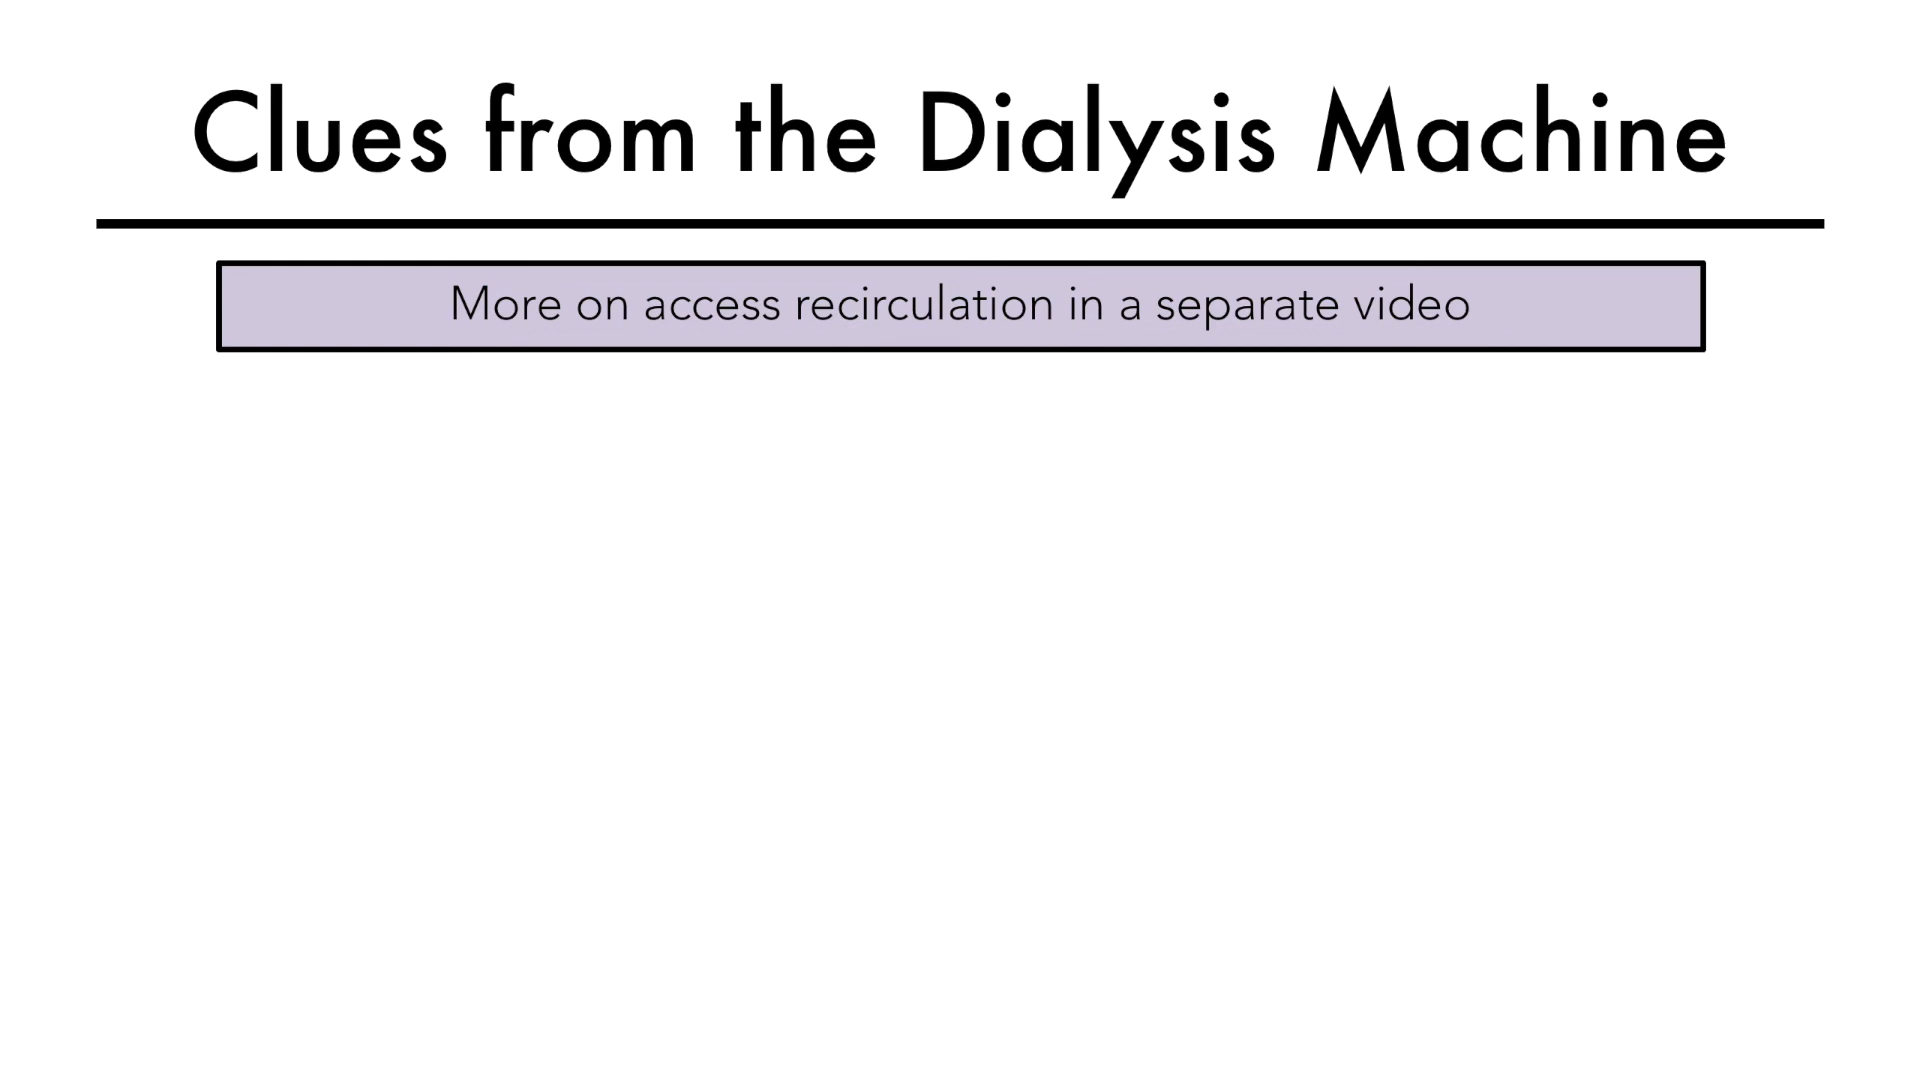 Clues from the Dialysis Machine
More on access recirculation in a separate video